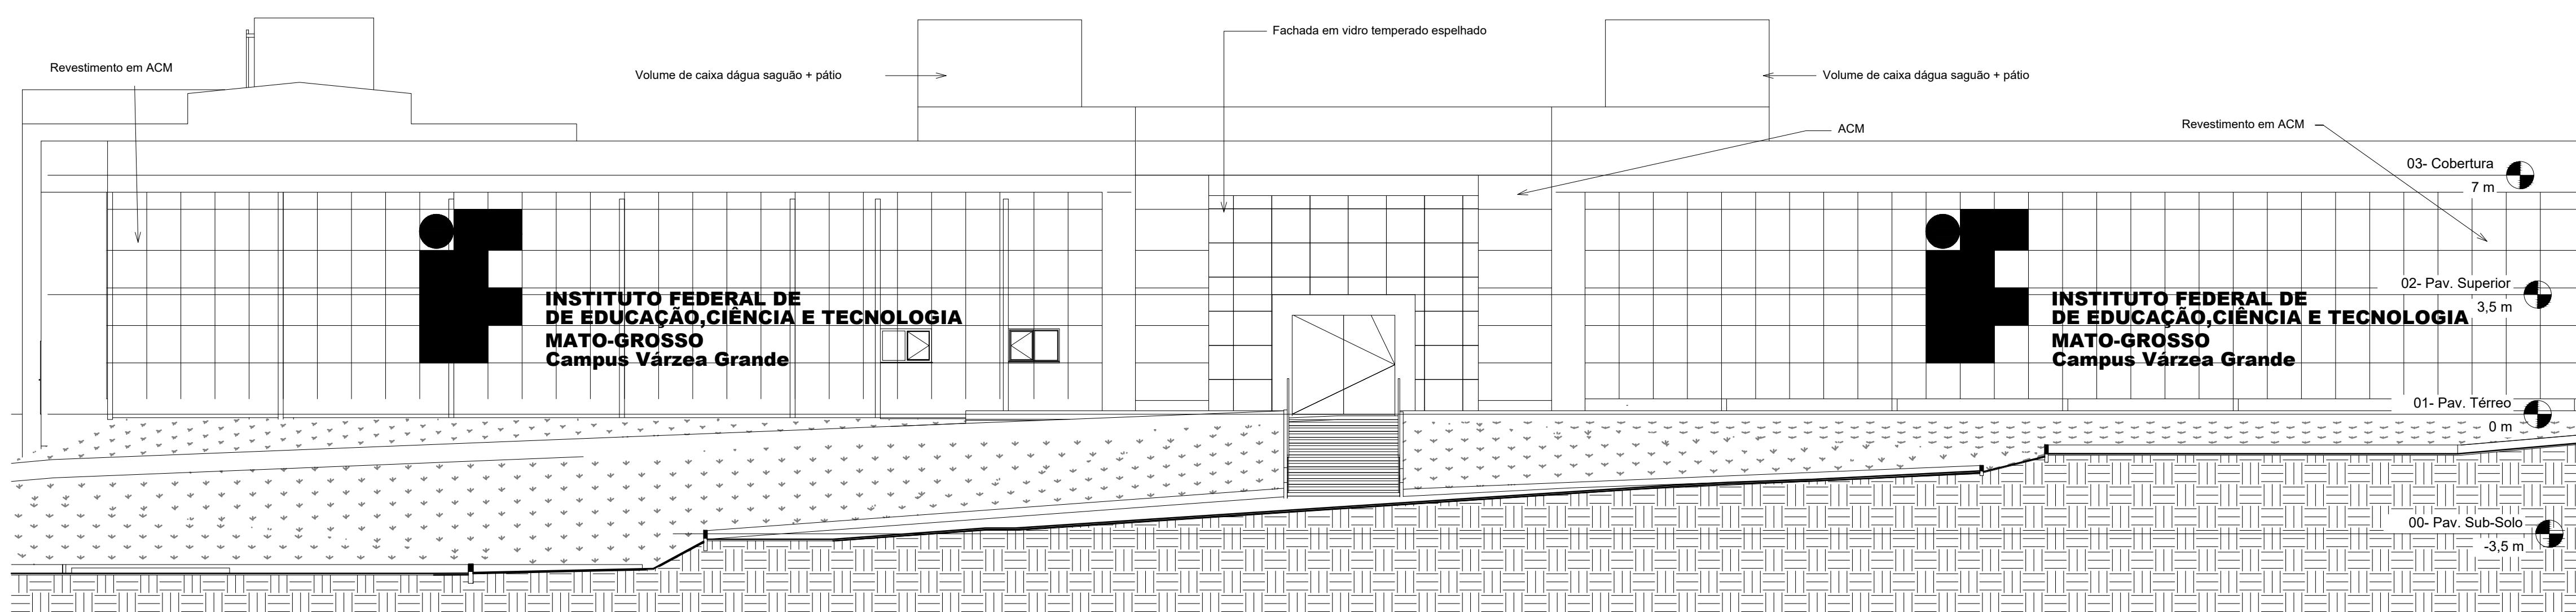 Fachada em vidro temperado espelhado
Revestimento em ACM
Volume de caixa dágua saguão + pátio
Volume de caixa dágua saguão + pátio
ACM
Revestimento em ACM
03- Cobertura
7 m
02- Pav. Superior
3,5 m
iF
INSTITUTO FEDERAL DE
DE EDUCAÇÃO,CIÊNCIA E TECNOLOGIA
MATO-GROSSO
Campus Várzea Grande
iF
INSTITUTO FEDERAL DE
DE EDUCAÇÃO,CIÊNCIA E TECNOLOGIA
MATO-GROSSO
Campus Várzea Grande
01- Pav. Térreo
0 m
00- Pav. Sub-Solo
-3,5 m